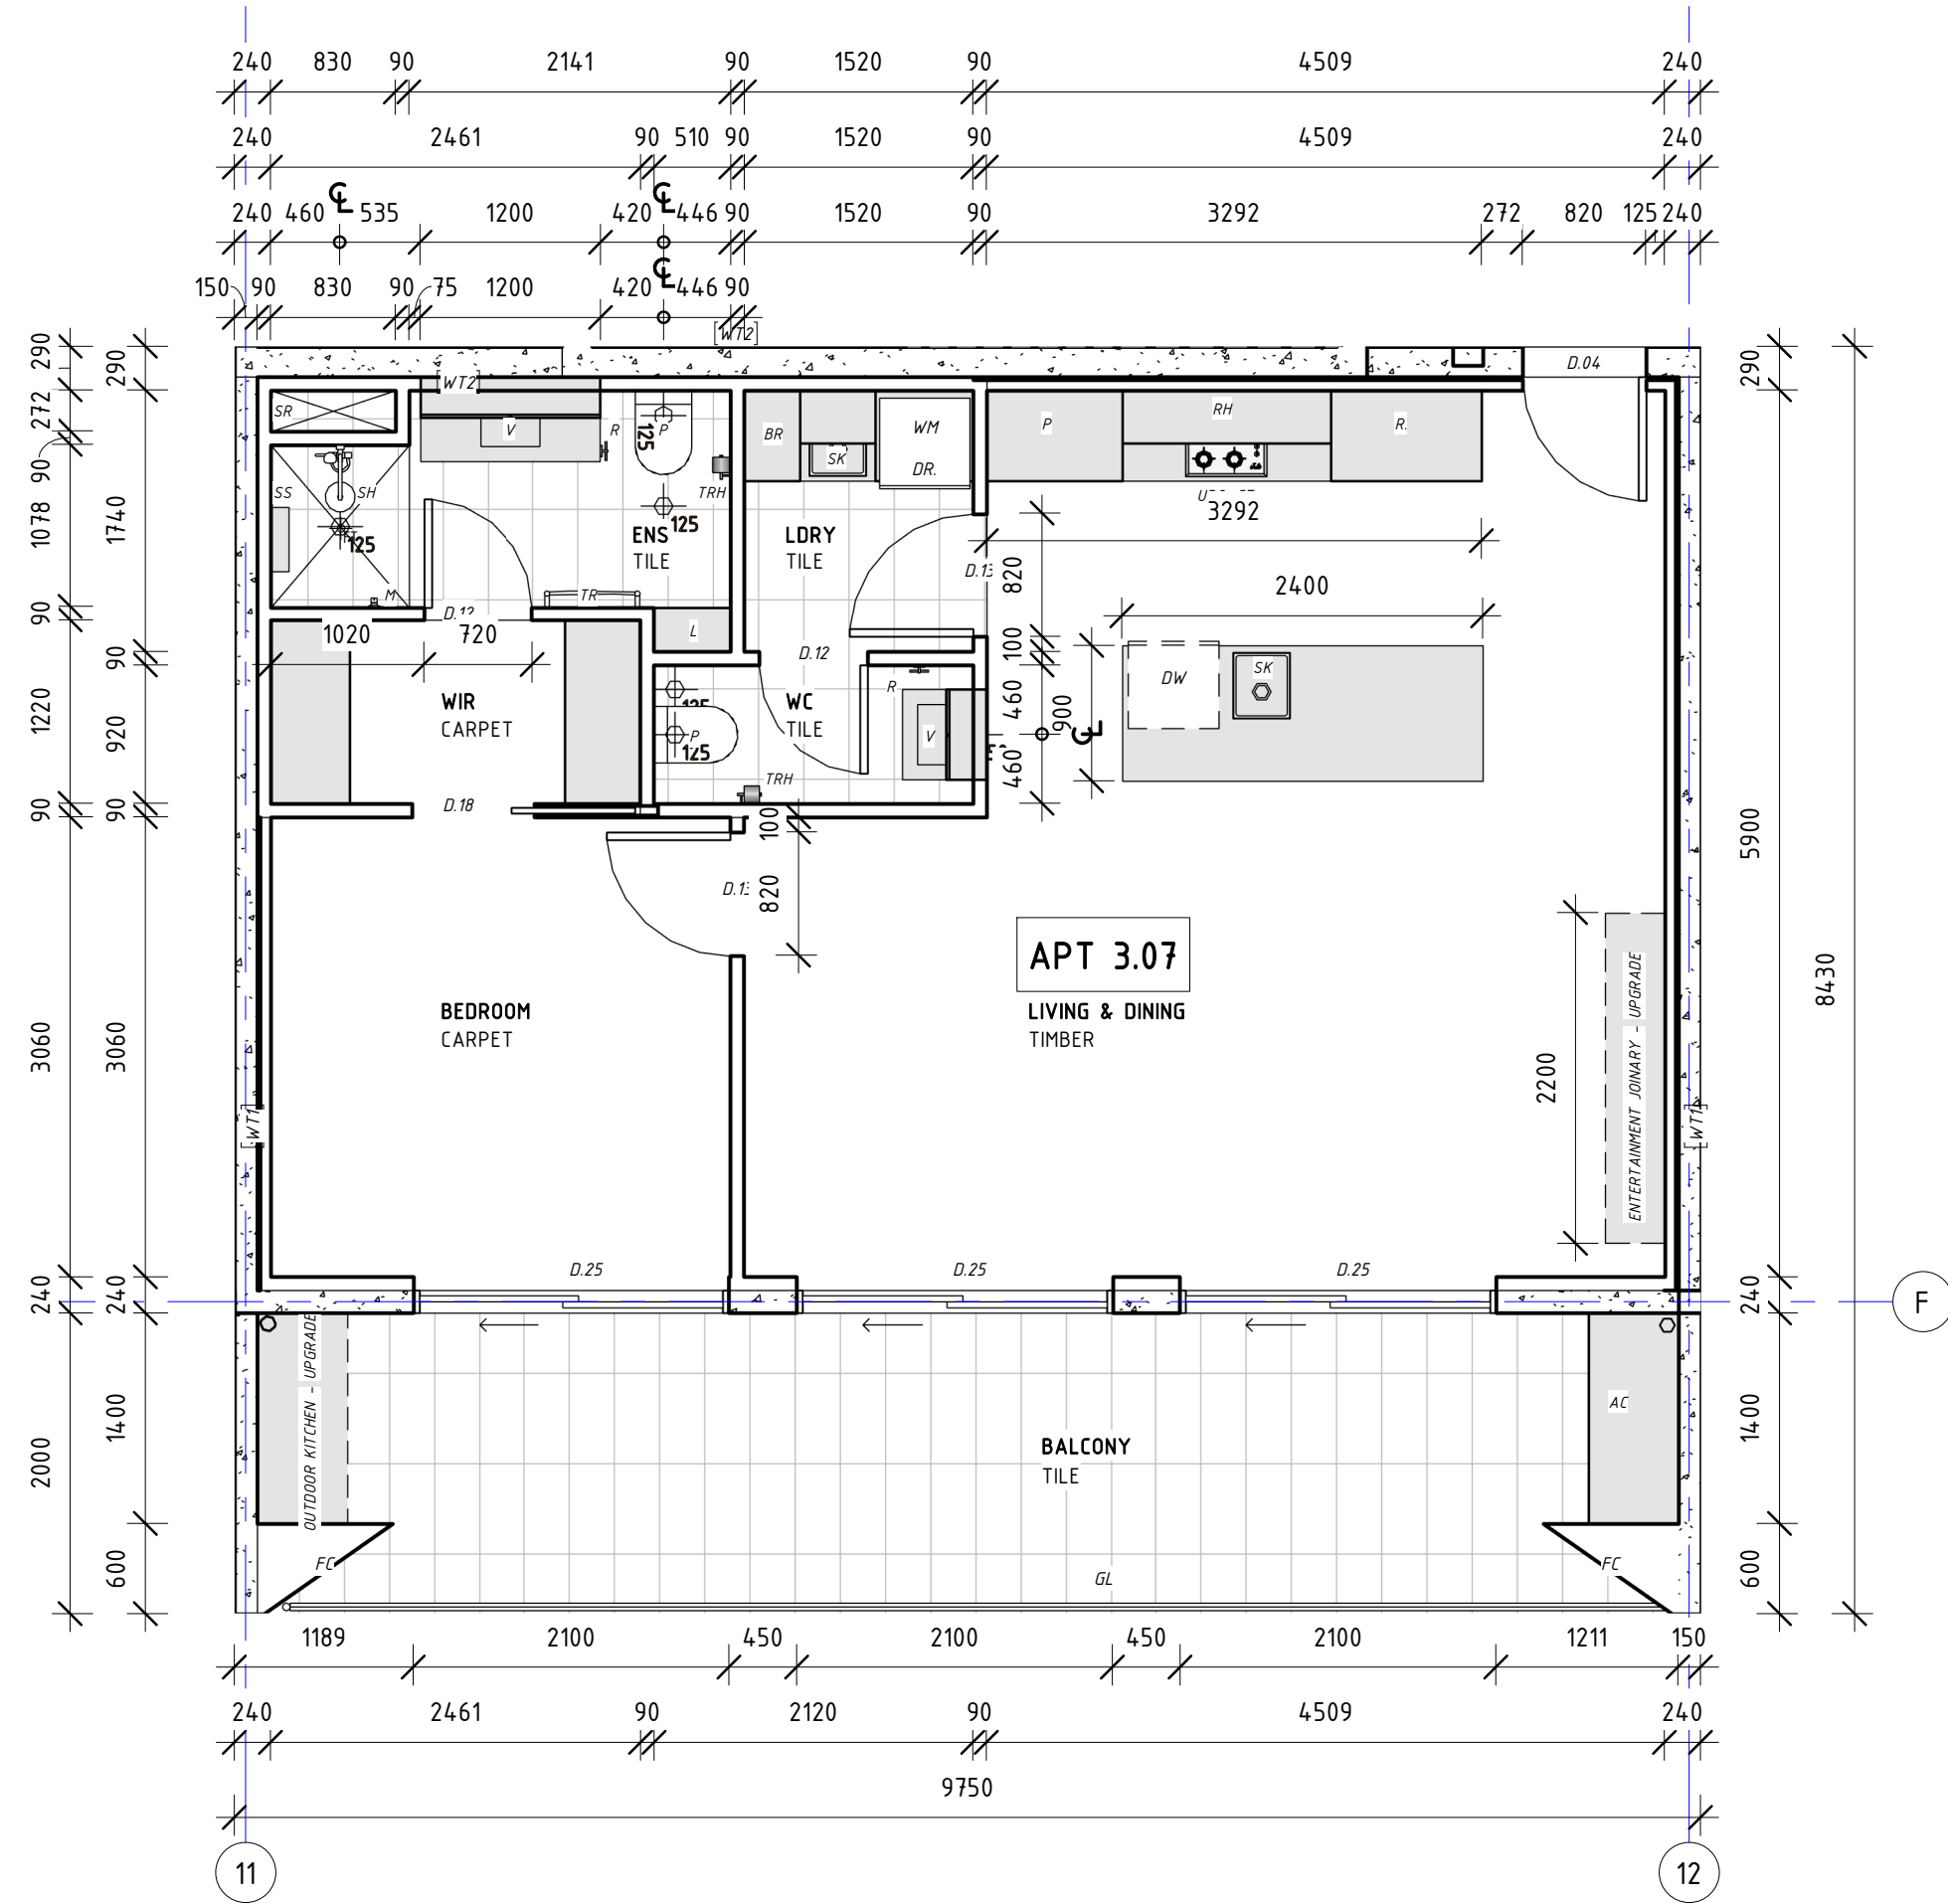 240 830 90 2141 90 1520 90 4509 240
240 2461 90 510 90 1520 90 4509 240
240 460 535 1200 420 446 90 1520 90 3292 272 820 125 240
150 90 830 90 75 1200 420 446 90
[WT2]
290 290 290
[WT2] D.04
272
SR V R P 125 BR SK WM DR. P RH R.
90
SS SH TRH
1078 1740
125 125
3292
ENS
TILE
LDRY
TILE
D.13
820
2400
M TR
90
1020 720
L
D.12
100
90
DW SK
R
1220 920
WIR
CARPET
WC
TILE
460 900
P
125
V
460
TRH
90 90
D.18
100
5900
820
8430
APT 3.07
BEDROOM
CARPET
LIVING & DINING
TIMBER
3060 3060
2200
ENTERTAINMENT JOINARY - UPGRADE
[WT1] [WT1]
240 240 240
D.25 D.25 D.25
F
OUTDOOR KITCHEN - UPGRADE
AC
2000 1400 1400
BALCONY
TILE
600 600
FC GL FC
1189 2100 450 2100 450 2100 1211 150
240 2461 90 2120 90 4509 240
9750
11 12